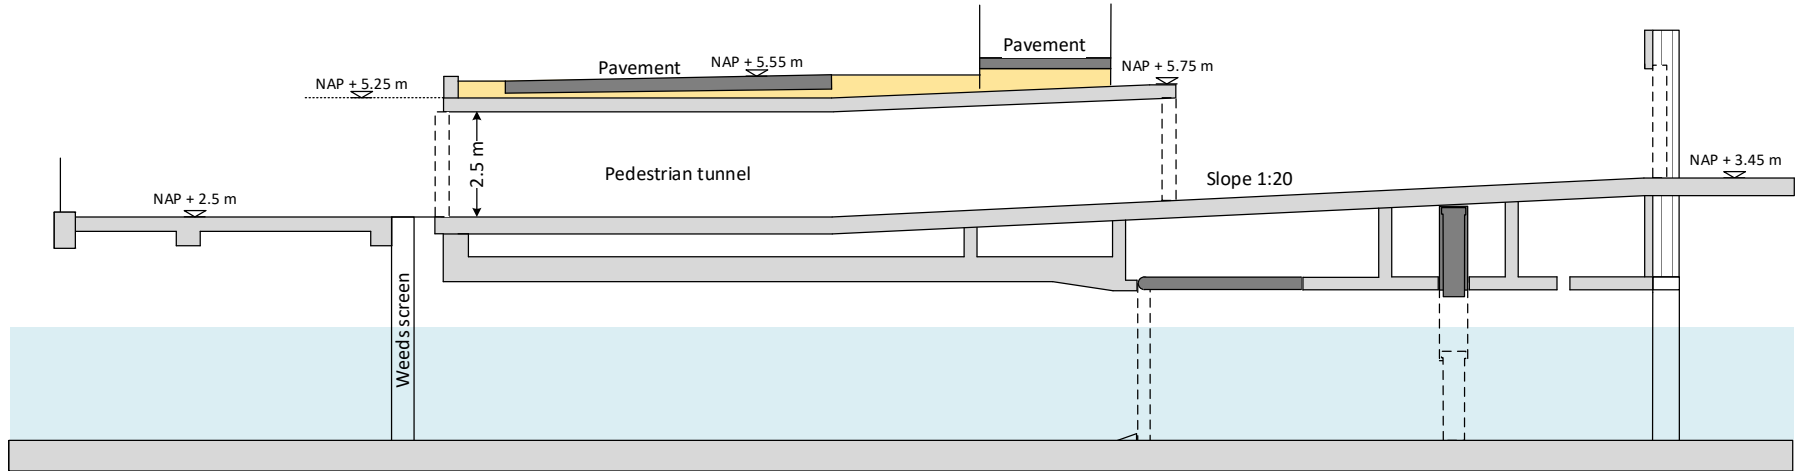 Pavement
Pavement
NAP + 5.55 m
NAP + 5.75 m
NAP + 5.25 m
2.5 m
Pedestrian tunnel
Slope 1:20
NAP + 3.45 m
NAP + 2.5 m
Weeds screen